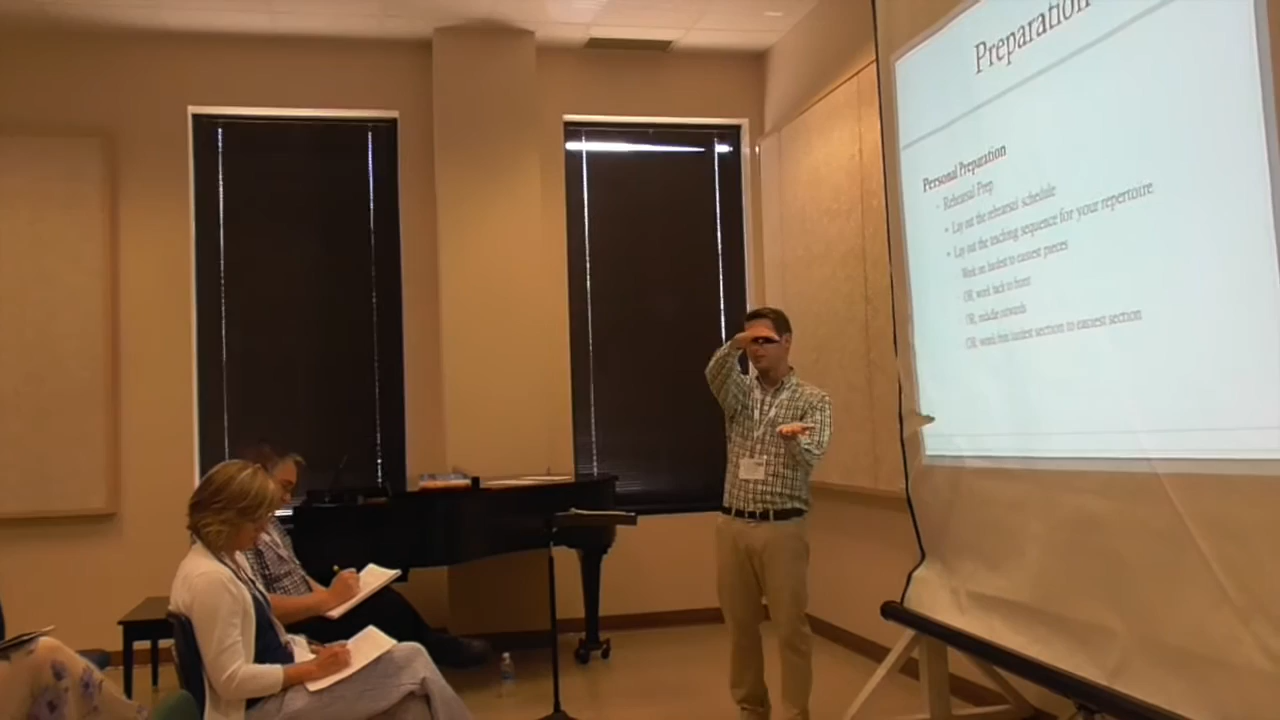 Preparation
Personal Preparation
- Rehearsal Prep
• Lay out the rehearsal schedule
• Lay out the teaching sequence for your repertoire
Work on hardest to easiest pieces
OR, work back to front
OR, middle outwards
OR, work from hardest section to easiest section